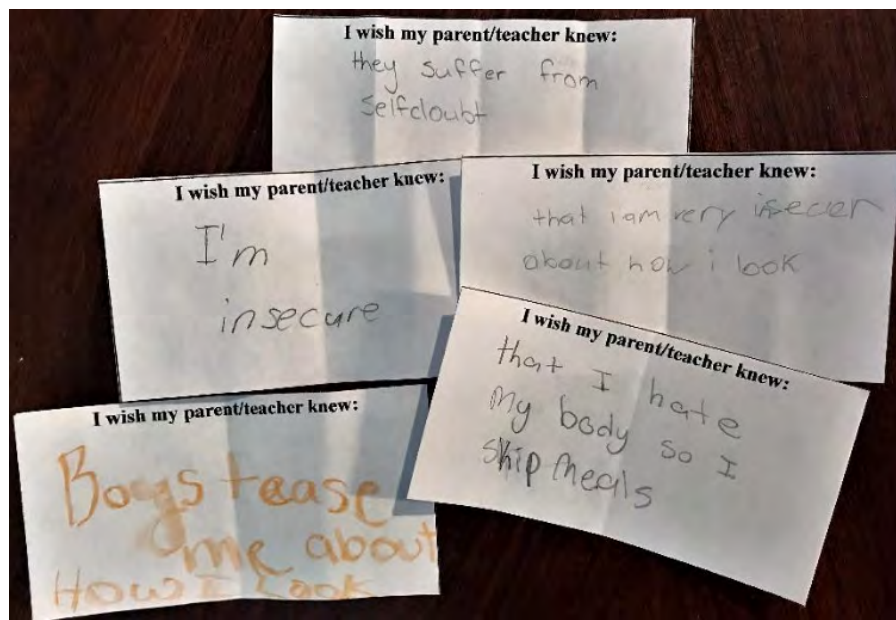 I wish my parent/teacher knew:
they suffer from
selfdoubt
I wish my parent/teacher knew:
I'm
insecure
I wish my parent/teacher knew:
that i am very isecuer
about how i look
I wish my parent/teacher knew:
that I hate
My body so I
skip meals
I wish my parent/teacher knew:
Boys tease
me about
How I Look